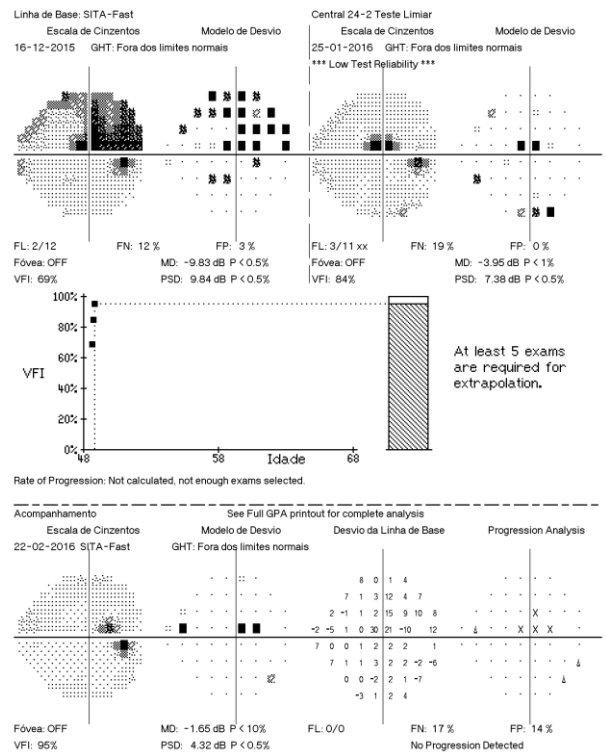 Linha de Base: SITA-Fast
Central 24-2 Teste Limiar
Escala de Cinzentos Modelo de Desvio Escala de Cinzentos Modelo de Desvio
16-12-2015 GHT: Fora dos limites normais
25-01-2016 GHT: Fora dos limites normais
*** Low Test Reliability ***
FL: 2/12 FN: 12 % FP: 3 %
Fóvea: OFF MD: -9.83 dB P < 0.5%
VFI: 69% PSD: 9.84 dB P < 0.5%
FL: 3/11 xx FN: 19 % FP: 0 %
Fóvea: OFF MD: -3.95 dB P < 1%
VFI: 84% PSD: 7.38 dB P < 0.5%
100%
80%
VFI 60%
40%
20%
0%
48 58 Idade 68
At least 5 exams
are required for
extrapolation.
Rate of Progression: Not calculated, not enough exams selected.
Acompanhamento See Full GPA printout for complete analysis
Escala de Cinzentos Modelo de Desvio Desvio da Linha de Base Progression Analysis
22-02-2016 SITA-Fast GHT: Fora dos limites normais
8 0 1 4
7 1 3 12 4 7
2 -1 1 2 15 9 10 8 X
-2 -5 1 0 30 21 -10 12 X X X
7 0 0 1 2 2 2 1
7 1 1 3 2 2 -2 -6
0 0 -2 2 1 -7
-3 1 2 4
Fóvea: OFF MD: -1.65 dB P < 10% FL: 0/0 FN: 17 % FP: 14 %
VFI: 95% PSD: 4.32 dB P < 0.5% No Progression Detected